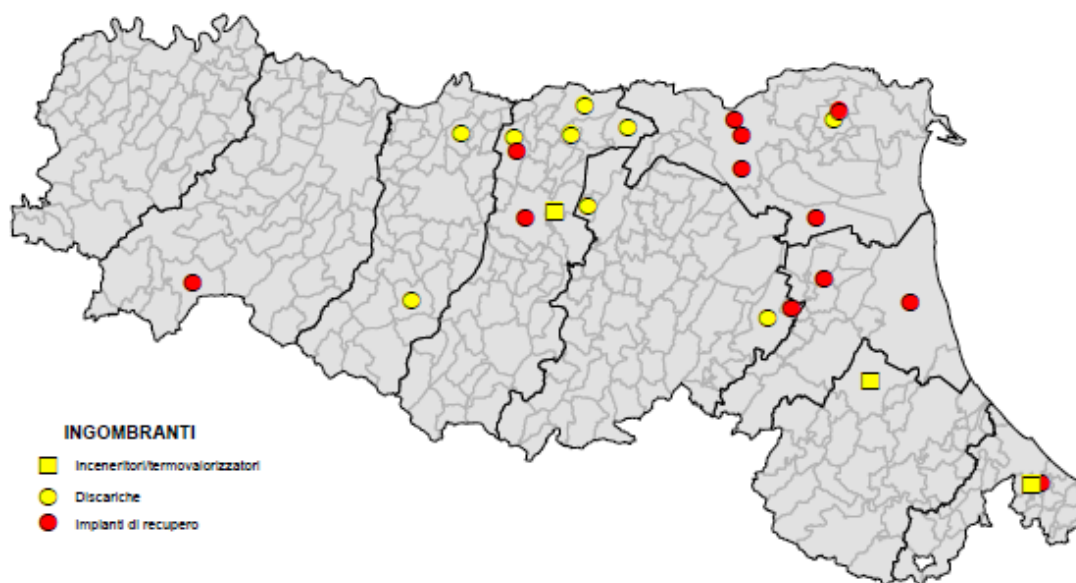 INGOMBRANTI
Inceneritori/termovalorizzatori
Discariche
Impianti di recupero